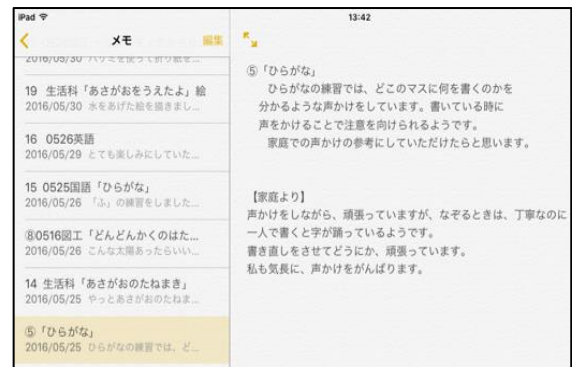 iPad
13:42
メモ
編集
2016/05/30 ハサミを使って折り紙を…
19 生活科「あさがおをうえたよ」絵
2016/05/30 水をあげた絵を描きまし…
16 0526英語
2016/05/29 とても楽しみにしていた…
15 0525国語「ひらがな」
2016/05/26 「ふ」の練習をしました…
⑧0516図工「どんどんかくのはた…
2016/05/26 こんな太陽あったらいい…
14 生活科「あさがおのたねまき」
2016/05/25 やっとあさがおのたねま…
⑤「ひらがな」
2016/05/25 ひらがなの練習では、ど…
⑤「ひらがな」
ひらがなの練習では、どこのマスに何を書くのかを
分かるような声かけをしています。書いている時に
声をかけることで注意を向けられるようです。
家庭での声かけの参考にしていただけたらと思います。
【家庭より】
声かけをしながら、頑張っていますが、なぞるときは、丁寧なのに
一人で書くと字が踊っているようです。
書き直しをさせてどうにか、頑張っています。
私も気長に、声かけをがんばります。